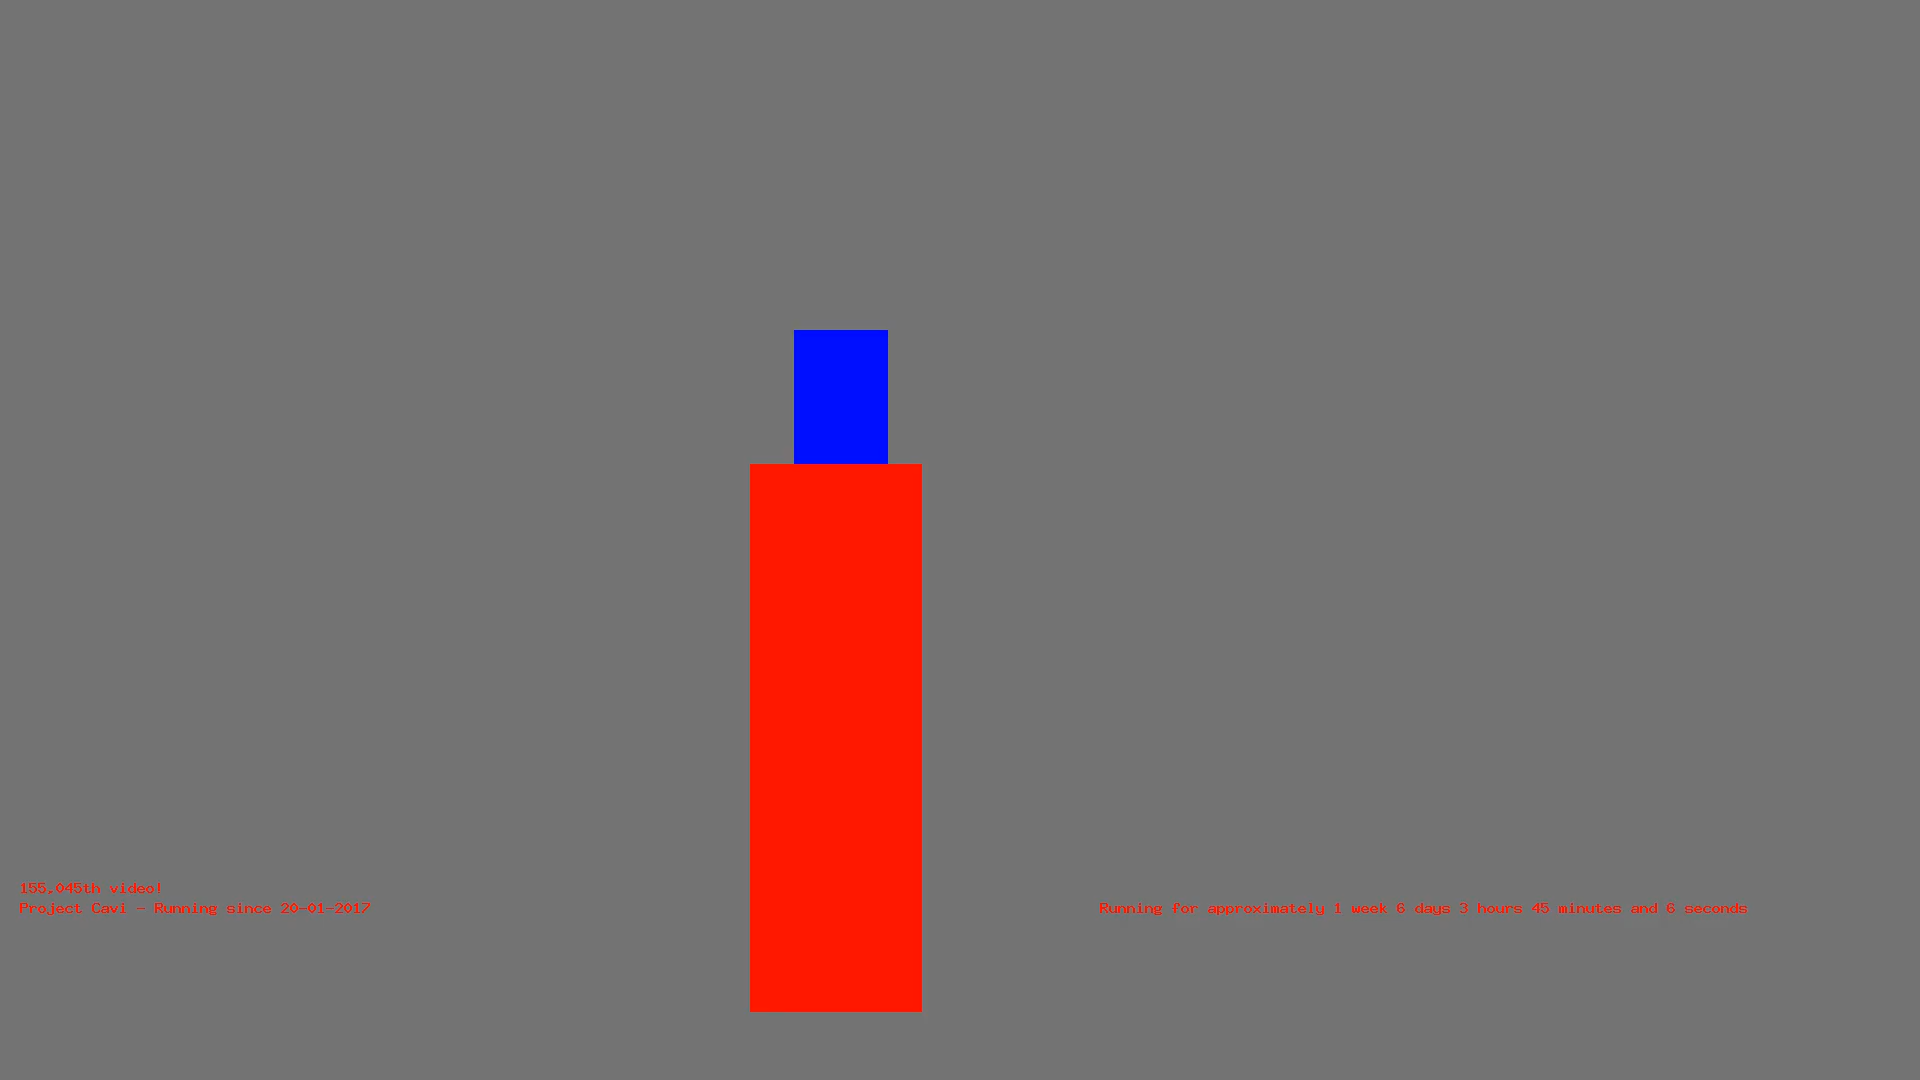 155.045th video!
Project Cavi - Running since 20-01-2017
Running for approximately 1 week 6 days 3 hours 45 minutes and 6 seconds